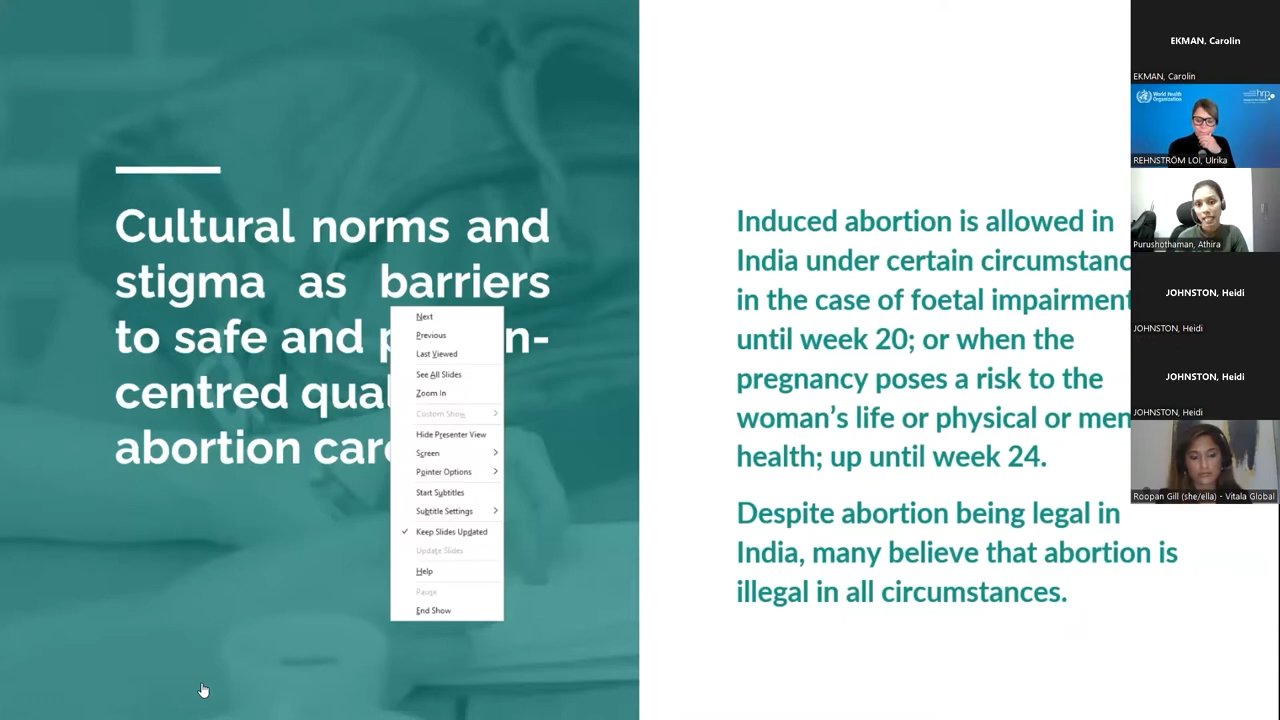 Cultural norms and
stigma as barriers
to safe and p n-
centred qual
abortion car
Next
Previous
Last Viewed
See All Slides
Zoom In
Custom Show
Hide Presenter View
Screen
Pointer Options
Start Subtitles
Subtitle Settings
Keep Slides Updated
Update Slides
Help
Pause
End Show
Induced abortion is allowed in
India under certain circumstanc
in the case of foetal impairment
until week 20; or when the
pregnancy poses a risk to the
woman's life or physical or men
health; up until week 24.
Despite abortion being legal in
India, many believe that abortion is
illegal in all circumstances.
EKMAN, Carolin
EKMAN, Carolin
World Health
Organization
hrp
REHNSTRÖM LOI, Ulrika
Purushothaman, Athira
JOHNSTON, Heidi
JOHNSTON, Heidi
JOHNSTON, Heidi
JOHNSTON, Heidi
Roopan Gill (she/ella) - Vitala Global